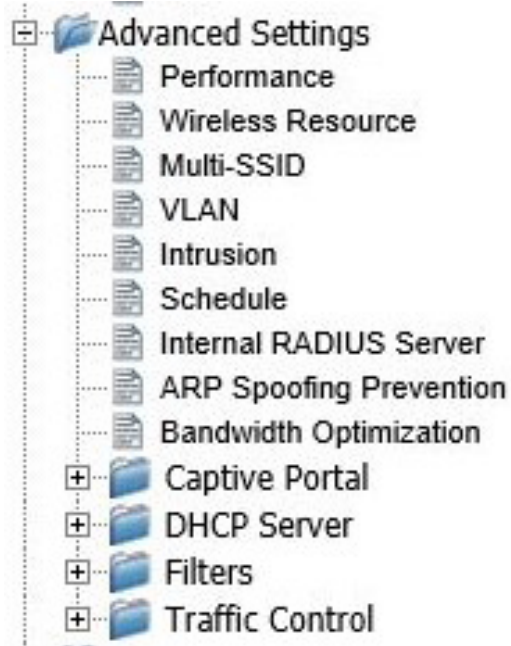 Advanced Settings
Performance
Wireless Resource
Multi-SSID
VLAN
Intrusion
Schedule
Internal RADIUS Server
ARP Spoofing Prevention
Bandwidth Optimization
Captive Portal
DHCP Server
Filters
Traffic Control